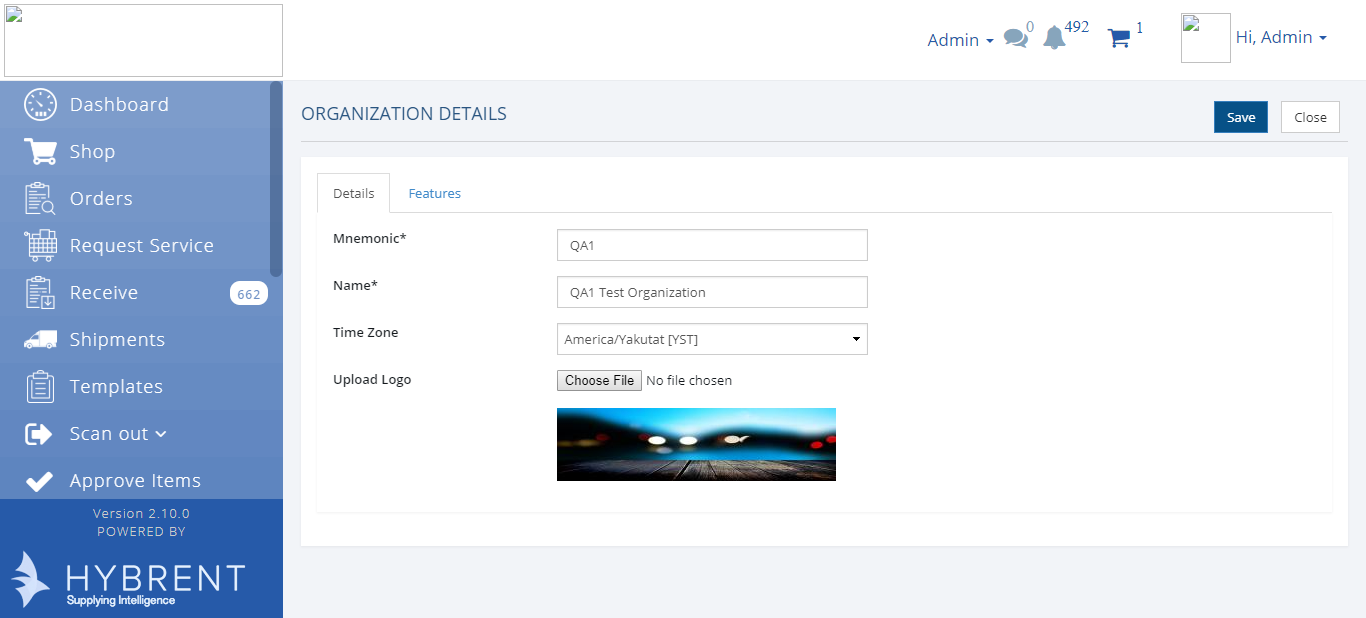 Admin 0 492 1 Hi, Admin
Dashboard
Shop
Orders
Request Service
Receive 662
Shipments
Templates
Scan out
Approve Items
Version 2.10.0
POWERED BY
HYBRENT
Supplying Intelligence
ORGANIZATION DETAILS
Save Close
Details Features
Mnemonic* QA1
Name* QA1 Test Organization
Time Zone America/Yakutat [YST]
Upload Logo Choose File No file chosen